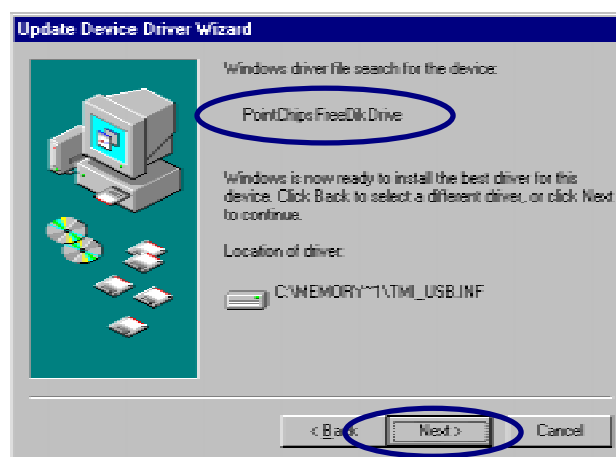 Update Device Driver Wizard
Windows driver file search for the device:
PointChips FreeDik Drive
Windows is now ready to install the best driver for this
device. Click Back to select a different driver, or click Next
to continue.
Location of driver:
C:\MEMORY~1\TMI_USB.INF
< Back
Next >
Cancel